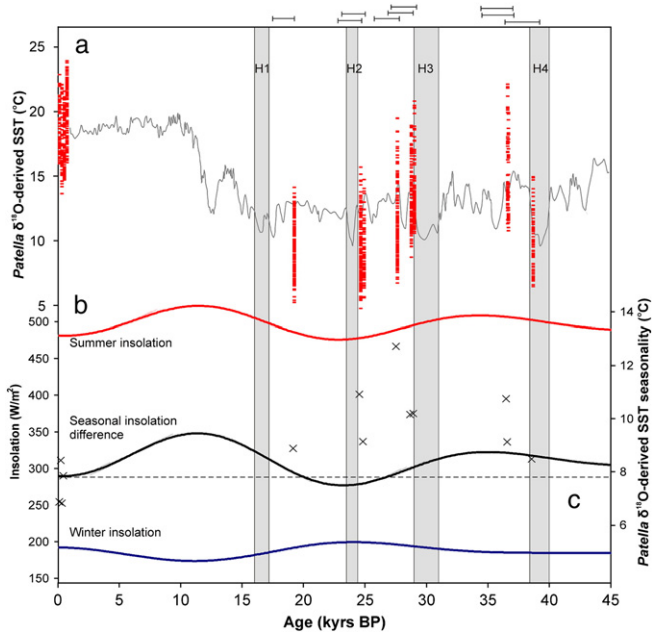 a
H1 H2 H3 H4
25
20
15
10
5
Patella δ¹⁸O-derived SST (°C)
b
500
450
400
350
300
250
200
150
Insolation (W/m²)
Summer insolation
Seasonal insolation
difference
Winter insolation
c
14
12
10
8
6
Patella δ¹⁸O-derived SST seasonality (°C)
0 5 10 15 20 25 30 35 40 45
Age (kyrs BP)